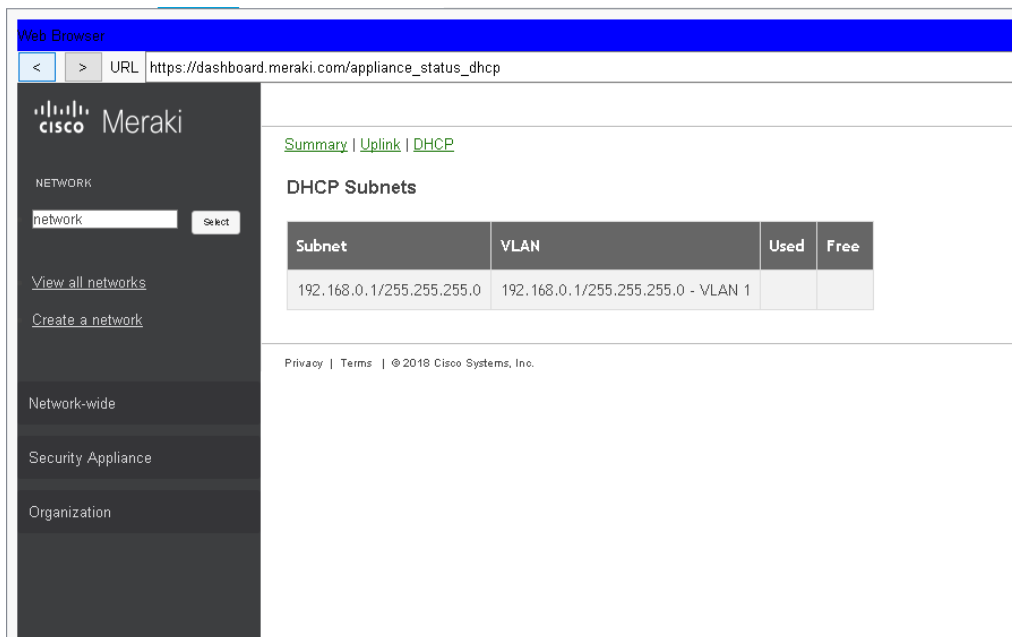 Web Browser
< > URL https://dashboard.meraki.com/appliance_status_dhcp
cisco Meraki
Summary | Uplink | DHCP
NETWORK
DHCP Subnets
network Select
Subnet VLAN Used Free
View all networks
192.168.0.1/255.255.255.0 192.168.0.1/255.255.255.0 - VLAN 1
Create a network
Privacy | Terms | © 2018 Cisco Systems, Inc.
Network-wide
Security Appliance
Organization